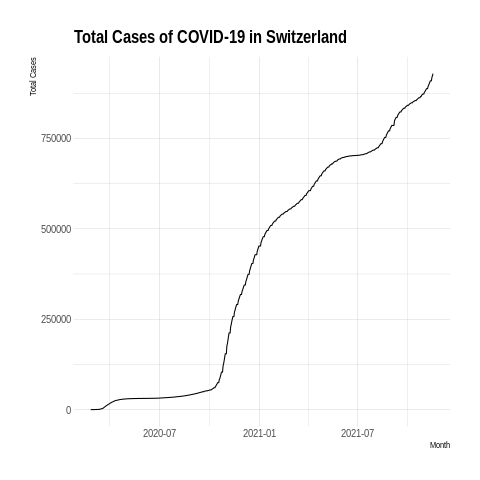 Total Cases of COVID-19 in Switzerland
Total Cases
750000
500000
250000
0
2020-07 2021-01 2021-07
Month